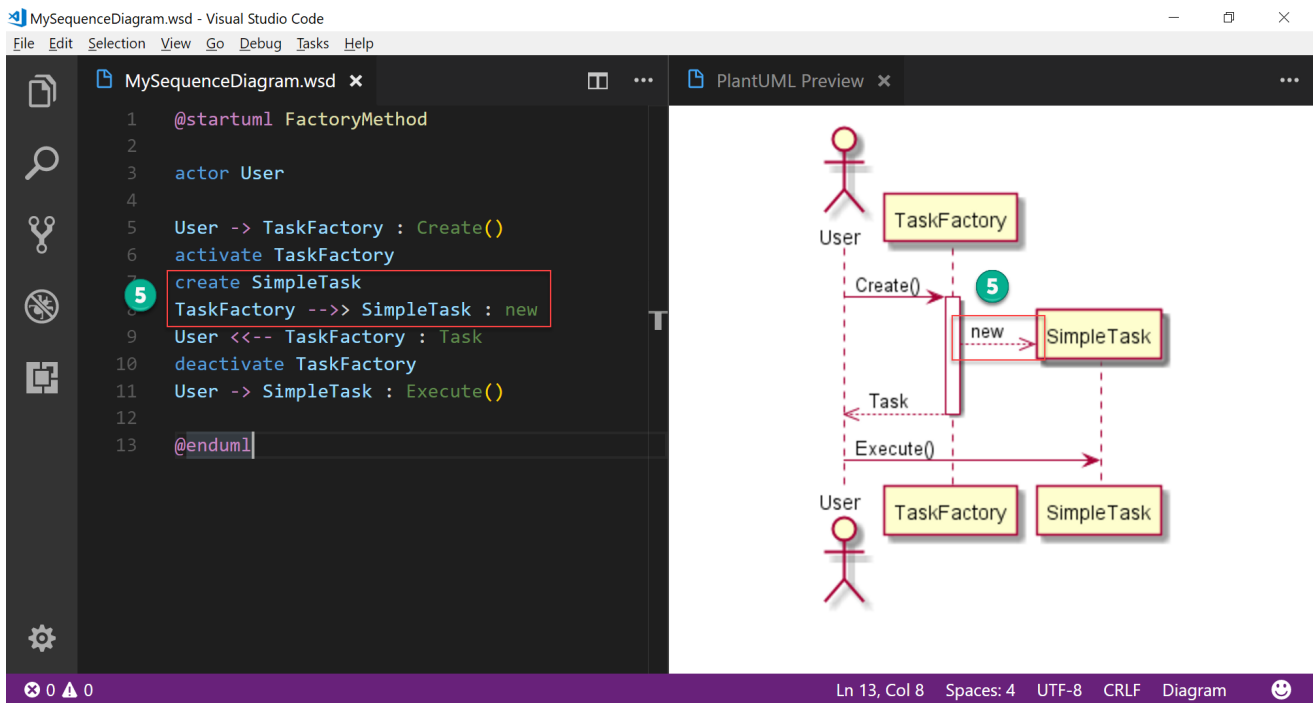 MySequenceDiagram.wsd - Visual Studio Code
File Edit Selection View Go Debug Tasks Help
MySequenceDiagram.wsd
1 @startuml FactoryMethod
2
3 actor User
4
5 User -> TaskFactory : Create()
6 activate TaskFactory
7 create SimpleTask
8 TaskFactory -->> SimpleTask : new
9 User <<-- TaskFactory : Task
10 deactivate TaskFactory
11 User -> SimpleTask : Execute()
12
13 @enduml
5
T
PlantUML Preview
TaskFactory
User
Create()
5
new
SimpleTask
Task
Execute()
User
TaskFactory
SimpleTask
0 0
Ln 13, Col 8 Spaces: 4 UTF-8 CRLF Diagram